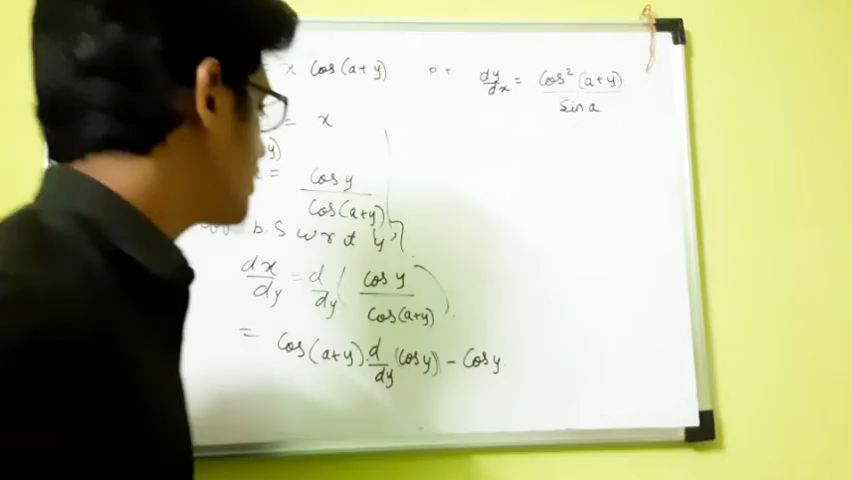 = x cos(a+y) P T dy/dx = cos²(a+y)/sin a
= x
y)
= cos y/cos(a+y)
b.s w r t 'y'
dx/dy = d/dy (cos y/cos(a+y))
= cos(a+y).d/dy(cos y) - cos y